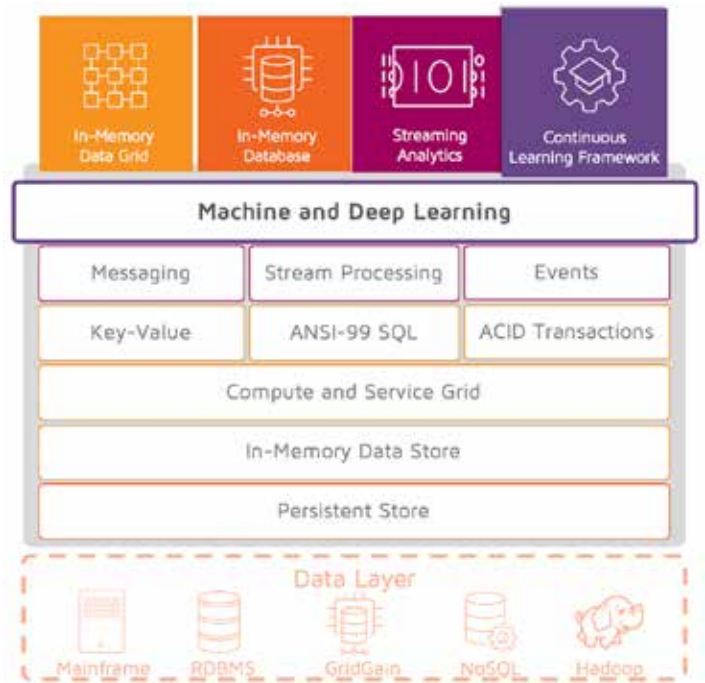 In-Memory
Data Grid
In-Memory
Database
Streaming
Analytics
Continuous
Learning Framework
Machine and Deep Learning
Messaging
Stream Processing
Events
Key-Value
ANSI-99 SQL
ACID Transactions
Compute and Service Grid
In-Memory Data Store
Persistent Store
Data Layer
Mainframe
RDBMS
GridGain
NoSQL
Hadoop